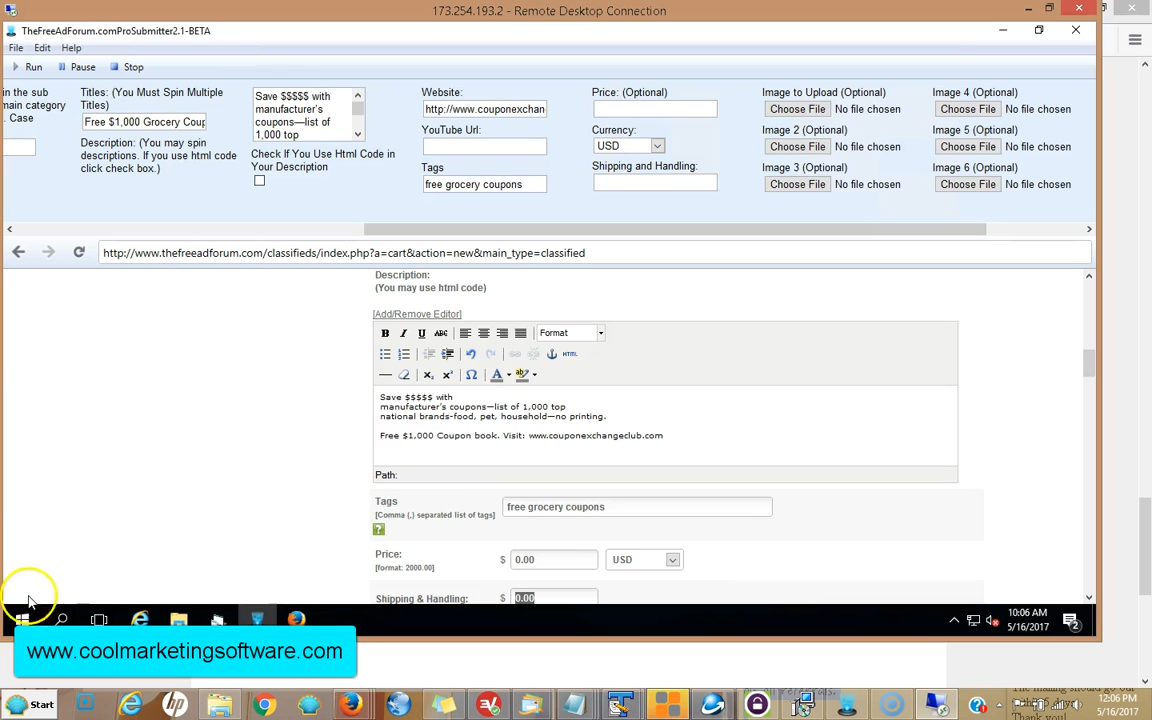 173.254.193.2 - Remote Desktop Connection
TheFreeAdForum.comProSubmitter2.1-BETA
File Edit Help
Run Pause Stop
in the sub
main category
. Case
Titles: (You Must Spin Multiple
Titles)
Free $1,000 Grocery Coup
Description: (You may spin
descriptions. If you use html code
click check box.)
Save $$$$$ with
manufacturer's
coupons—list of
1,000 top
Check If You Use Html Code in
Your Description
Website:
http://www.couponexchan
YouTube Url:
Tags
free grocery coupons
Price: (Optional)
Currency:
USD
Shipping and Handling:
Image to Upload (Optional)
Choose File No file chosen
Image 2 (Optional)
Choose File No file chosen
Image 3 (Optional)
Choose File No file chosen
Image 4 (Optional)
Choose File No file chosen
Image 5 (Optional)
Choose File No file chosen
Image 6 (Optional)
Choose File No file chosen
http://www.thefreeadforum.com/classifieds/index.php?a=cart&action=new&main_type=classified
Description:
(You may use html code)
[Add/Remove Editor]
B I U ABC Format
HTML
Save $$$$$ with
manufacturer's coupons—list of 1,000 top
national brands-food, pet, household—no printing.
Free $1,000 Coupon book. Visit: www.couponexchangeclub.com
Path:
Tags
[Comma (,) separated list of tags]
free grocery coupons
Price:
[format: 2000.00]
$ 0.00 USD
Shipping & Handling: $ 0.00
10:06 AM
5/16/2017
2
www.coolmarketingsoftware.com
Start
Thank you!
12:06 PM
5/16/2017